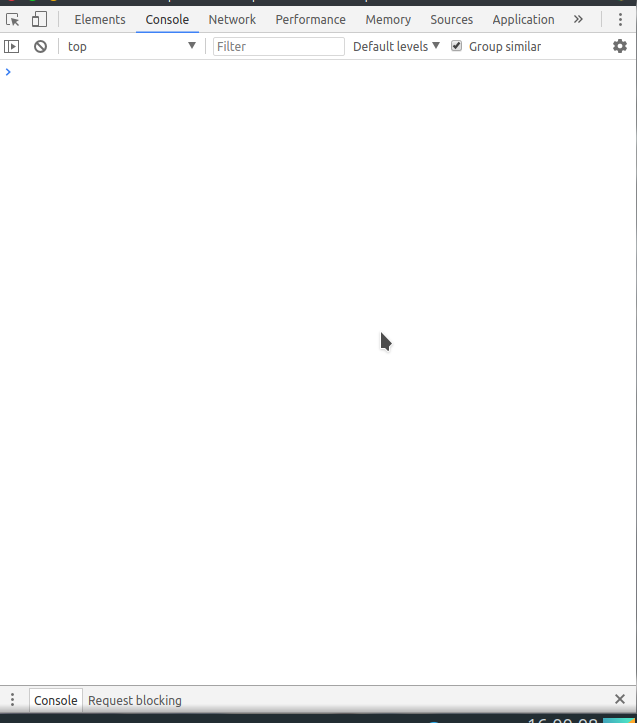 Elements Console Network Performance Memory Sources Application »
top Filter Default levels Group similar
Console Request blocking